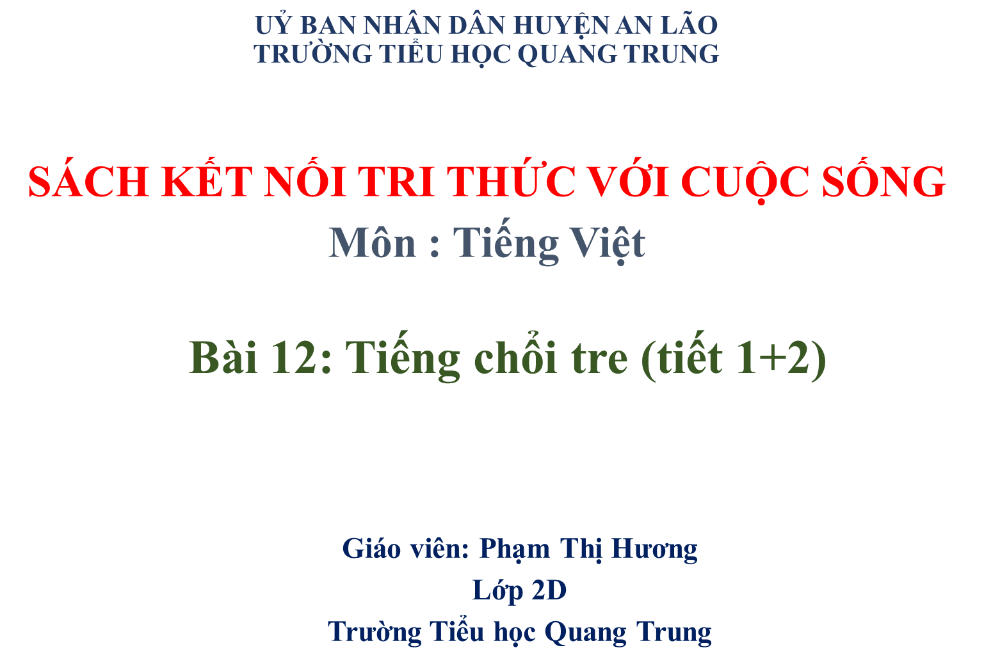 UỶ BAN NHÂN DÂN HUYỆN AN LÃO
TRƯỜNG TIỂU HỌC QUANG TRUNG
SÁCH KẾT NỐI TRI THỨC VỚI CUỘC SỐNG
Môn : Tiếng Việt
Bài 12: Tiếng chổi tre (tiết 1+2)
Giáo viên: Phạm Thị Hương
Lớp 2D
Trường Tiểu học Quang Trung